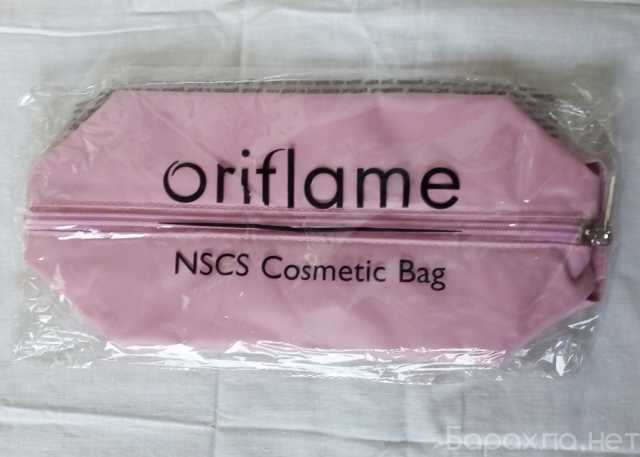 oriflame
NSCS Cosmetic Bag
Барахла.нет